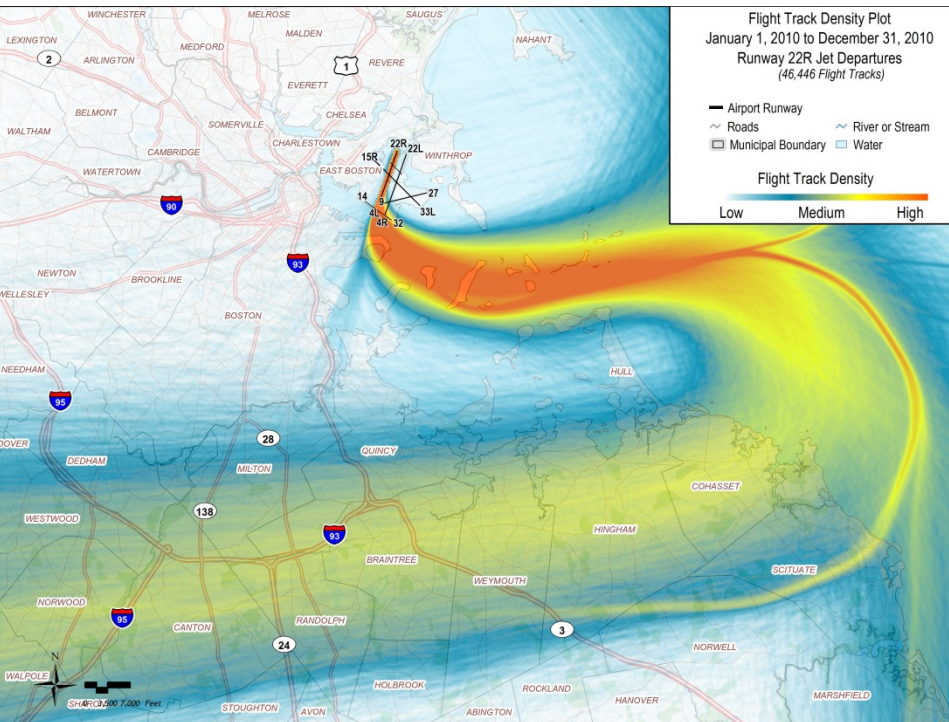 Flight Track Density Plot
January 1, 2010 to December 31, 2010
Runway 22R Jet Departures
(46,446 Flight Tracks)
Airport Runway
Roads
River or Stream
Municipal Boundary
Water
Flight Track Density
Low Medium High
WINCHESTER
MELROSE
SAUGUS
MALDEN
LEXINGTON
MEDFORD
NAHANT
2
ARLINGTON
1
REVERE
EVERETT
BELMONT
CHELSEA
SOMERVILLE
WALTHAM
CHARLESTOWN
22R
22L
CAMBRIDGE
15R
WINTHROP
WATERTOWN
EAST BOSTON
14
9
27
90
4L
33L
4R
32
93
NEWTON
BROOKLINE
WELLESLEY
BOSTON
NEEDHAM
HULL
95
DOVER
28
QUINCY
DEDHAM
MILTON
COHASSET
138
WESTWOOD
93
HINGHAM
BRAINTREE
SCITUATE
WEYMOUTH
NORWOOD
95
RANDOLPH
CANTON
3
24
NORWELL
N
WALPOLE
HOLBROOK
ROCKLAND
MARSHFIELD
HANOVER
STOUGHTON
AVON
ABINGTON
7,000 Feet